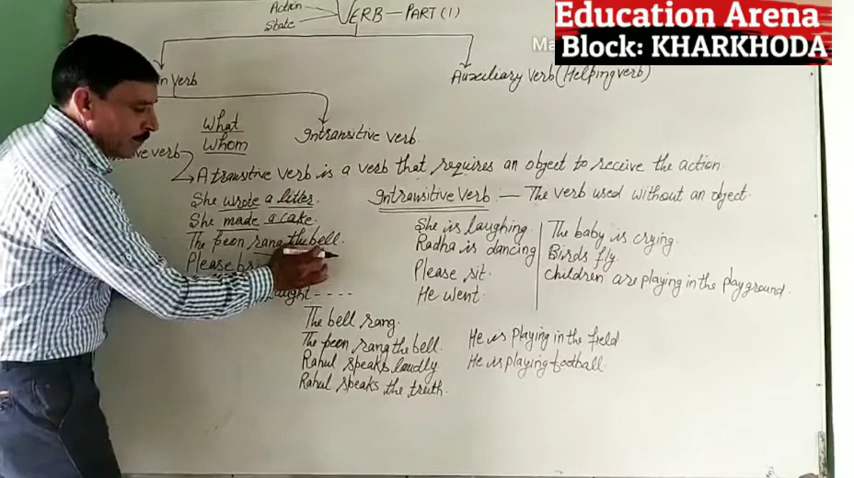 Education Arena
Block: KHARKHODA
Action
State
VERB — PART (1)
Verb
Auxiliary verb (Helping verb)
What
Whom
Intransitive verb
ive verb
A transitive verb is a verb that requires an object to receive the action
She wrote a litter.
She made a cake.
The peon rang the bell.
Please
Intransitive verb — The verb used without an object.
She is laughing.
Radha is dancing
Please sit.
He went.
The baby is crying.
Birds fly.
children are playing in the playground.
The bell rang.
The peon rang the bell.
Rahul speaks loudly
Rahul speaks the truth.
He is playing in the field
He is playing football.